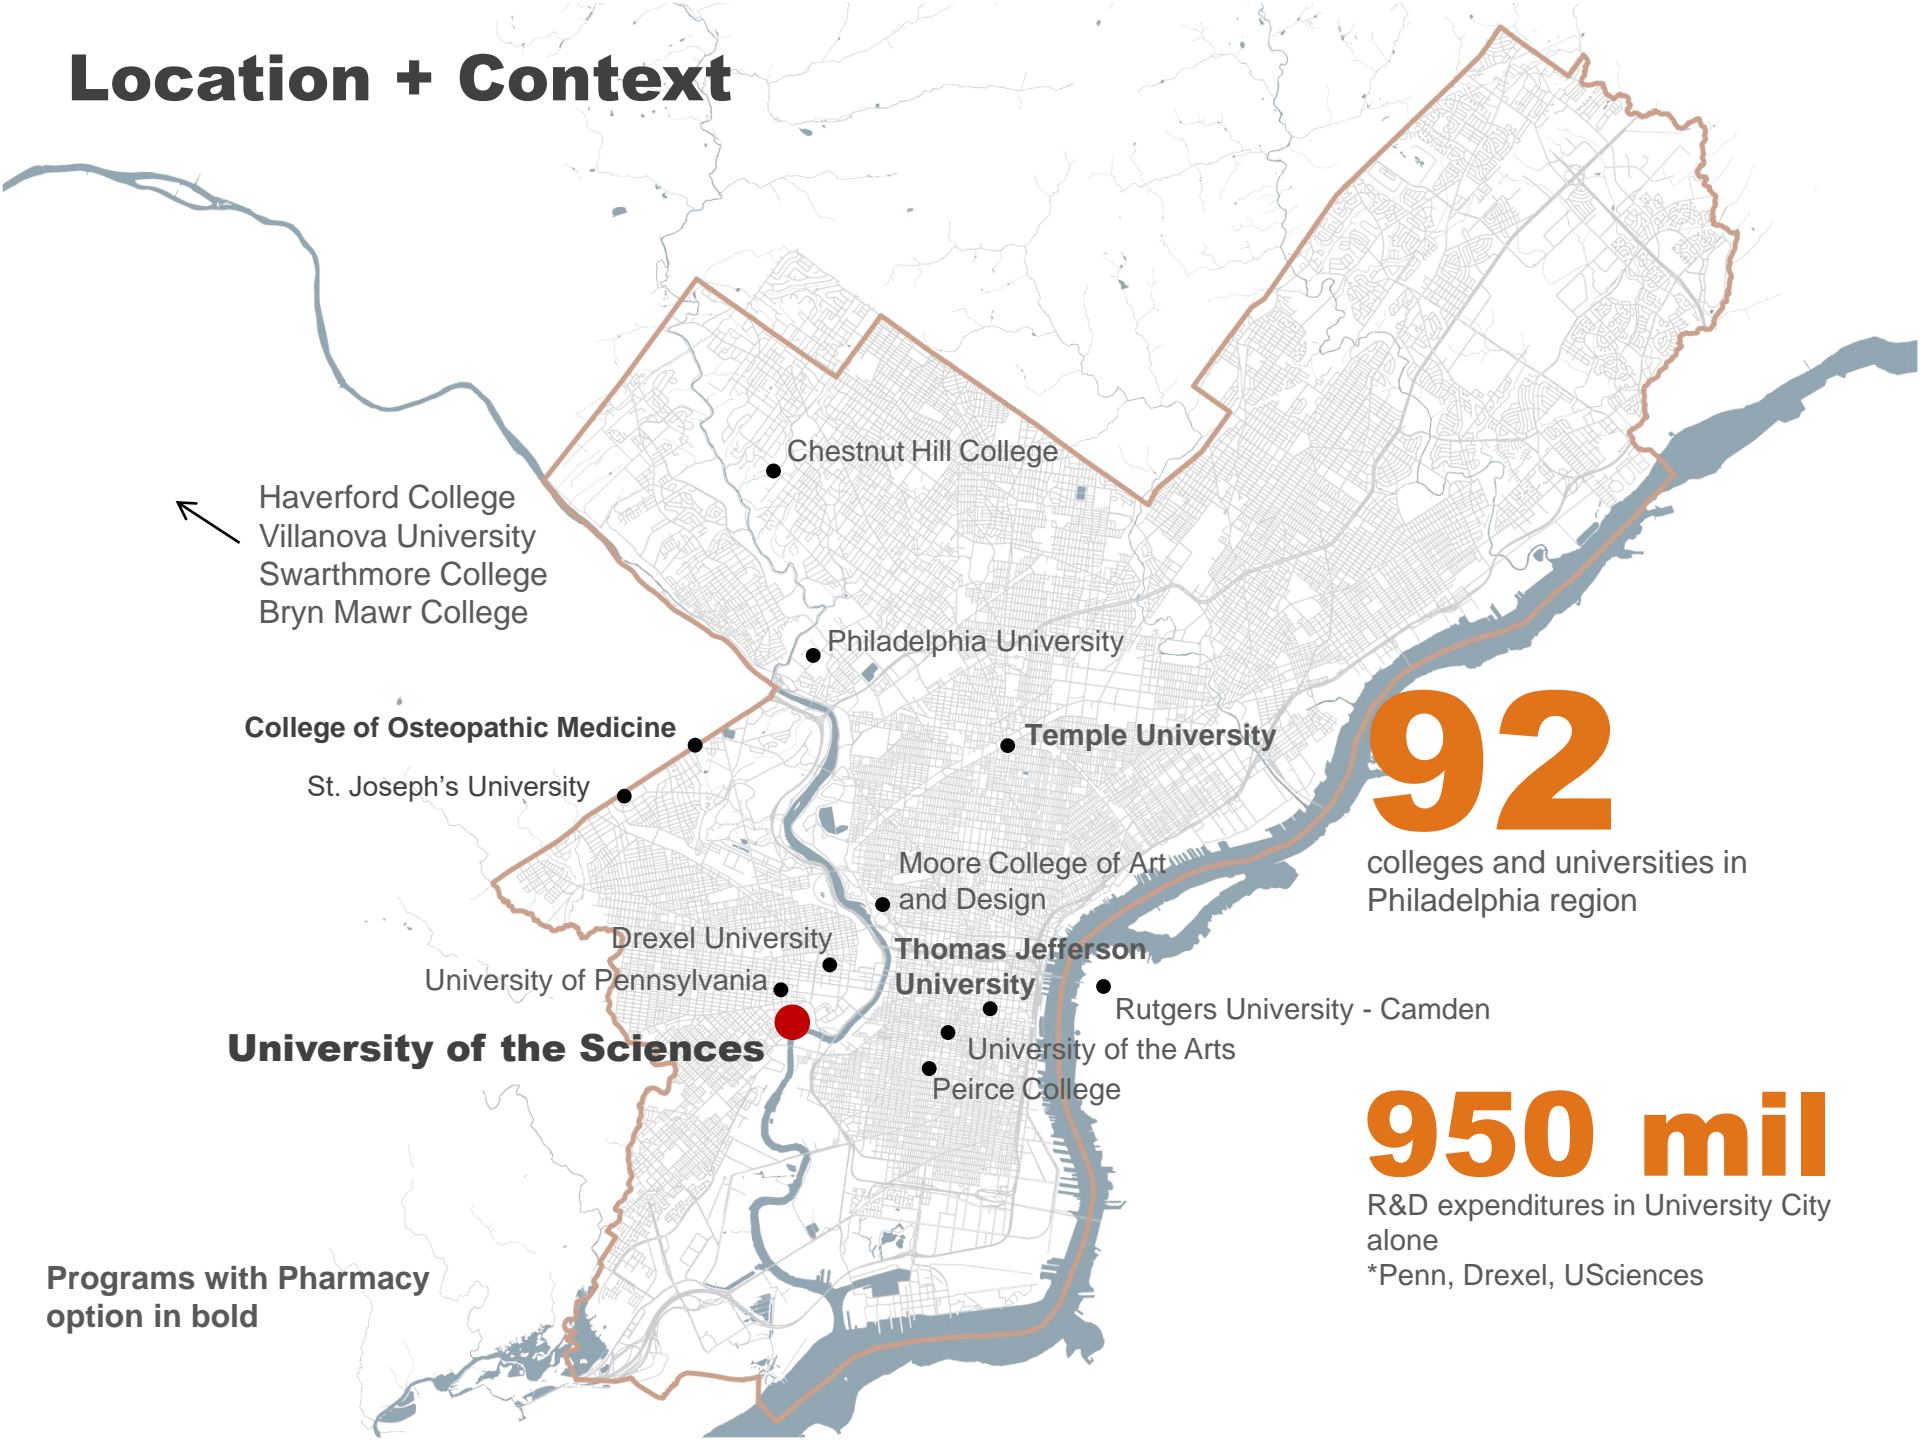 Location + Context
Chestnut Hill College
Haverford College
Villanova University
Swarthmore College
Bryn Mawr College
Philadelphia University
College of Osteopathic Medicine
Temple University
St. Joseph’s University
92
colleges and universities in
Philadelphia region
Moore College of Art
and Design
Drexel University
Thomas Jefferson
University
University of Pennsylvania
Rutgers University - Camden
University of the Sciences
University of the Arts
Peirce College
950 mil
R&D expenditures in University City
alone
*Penn, Drexel, USciences
Programs with Pharmacy
option in bold